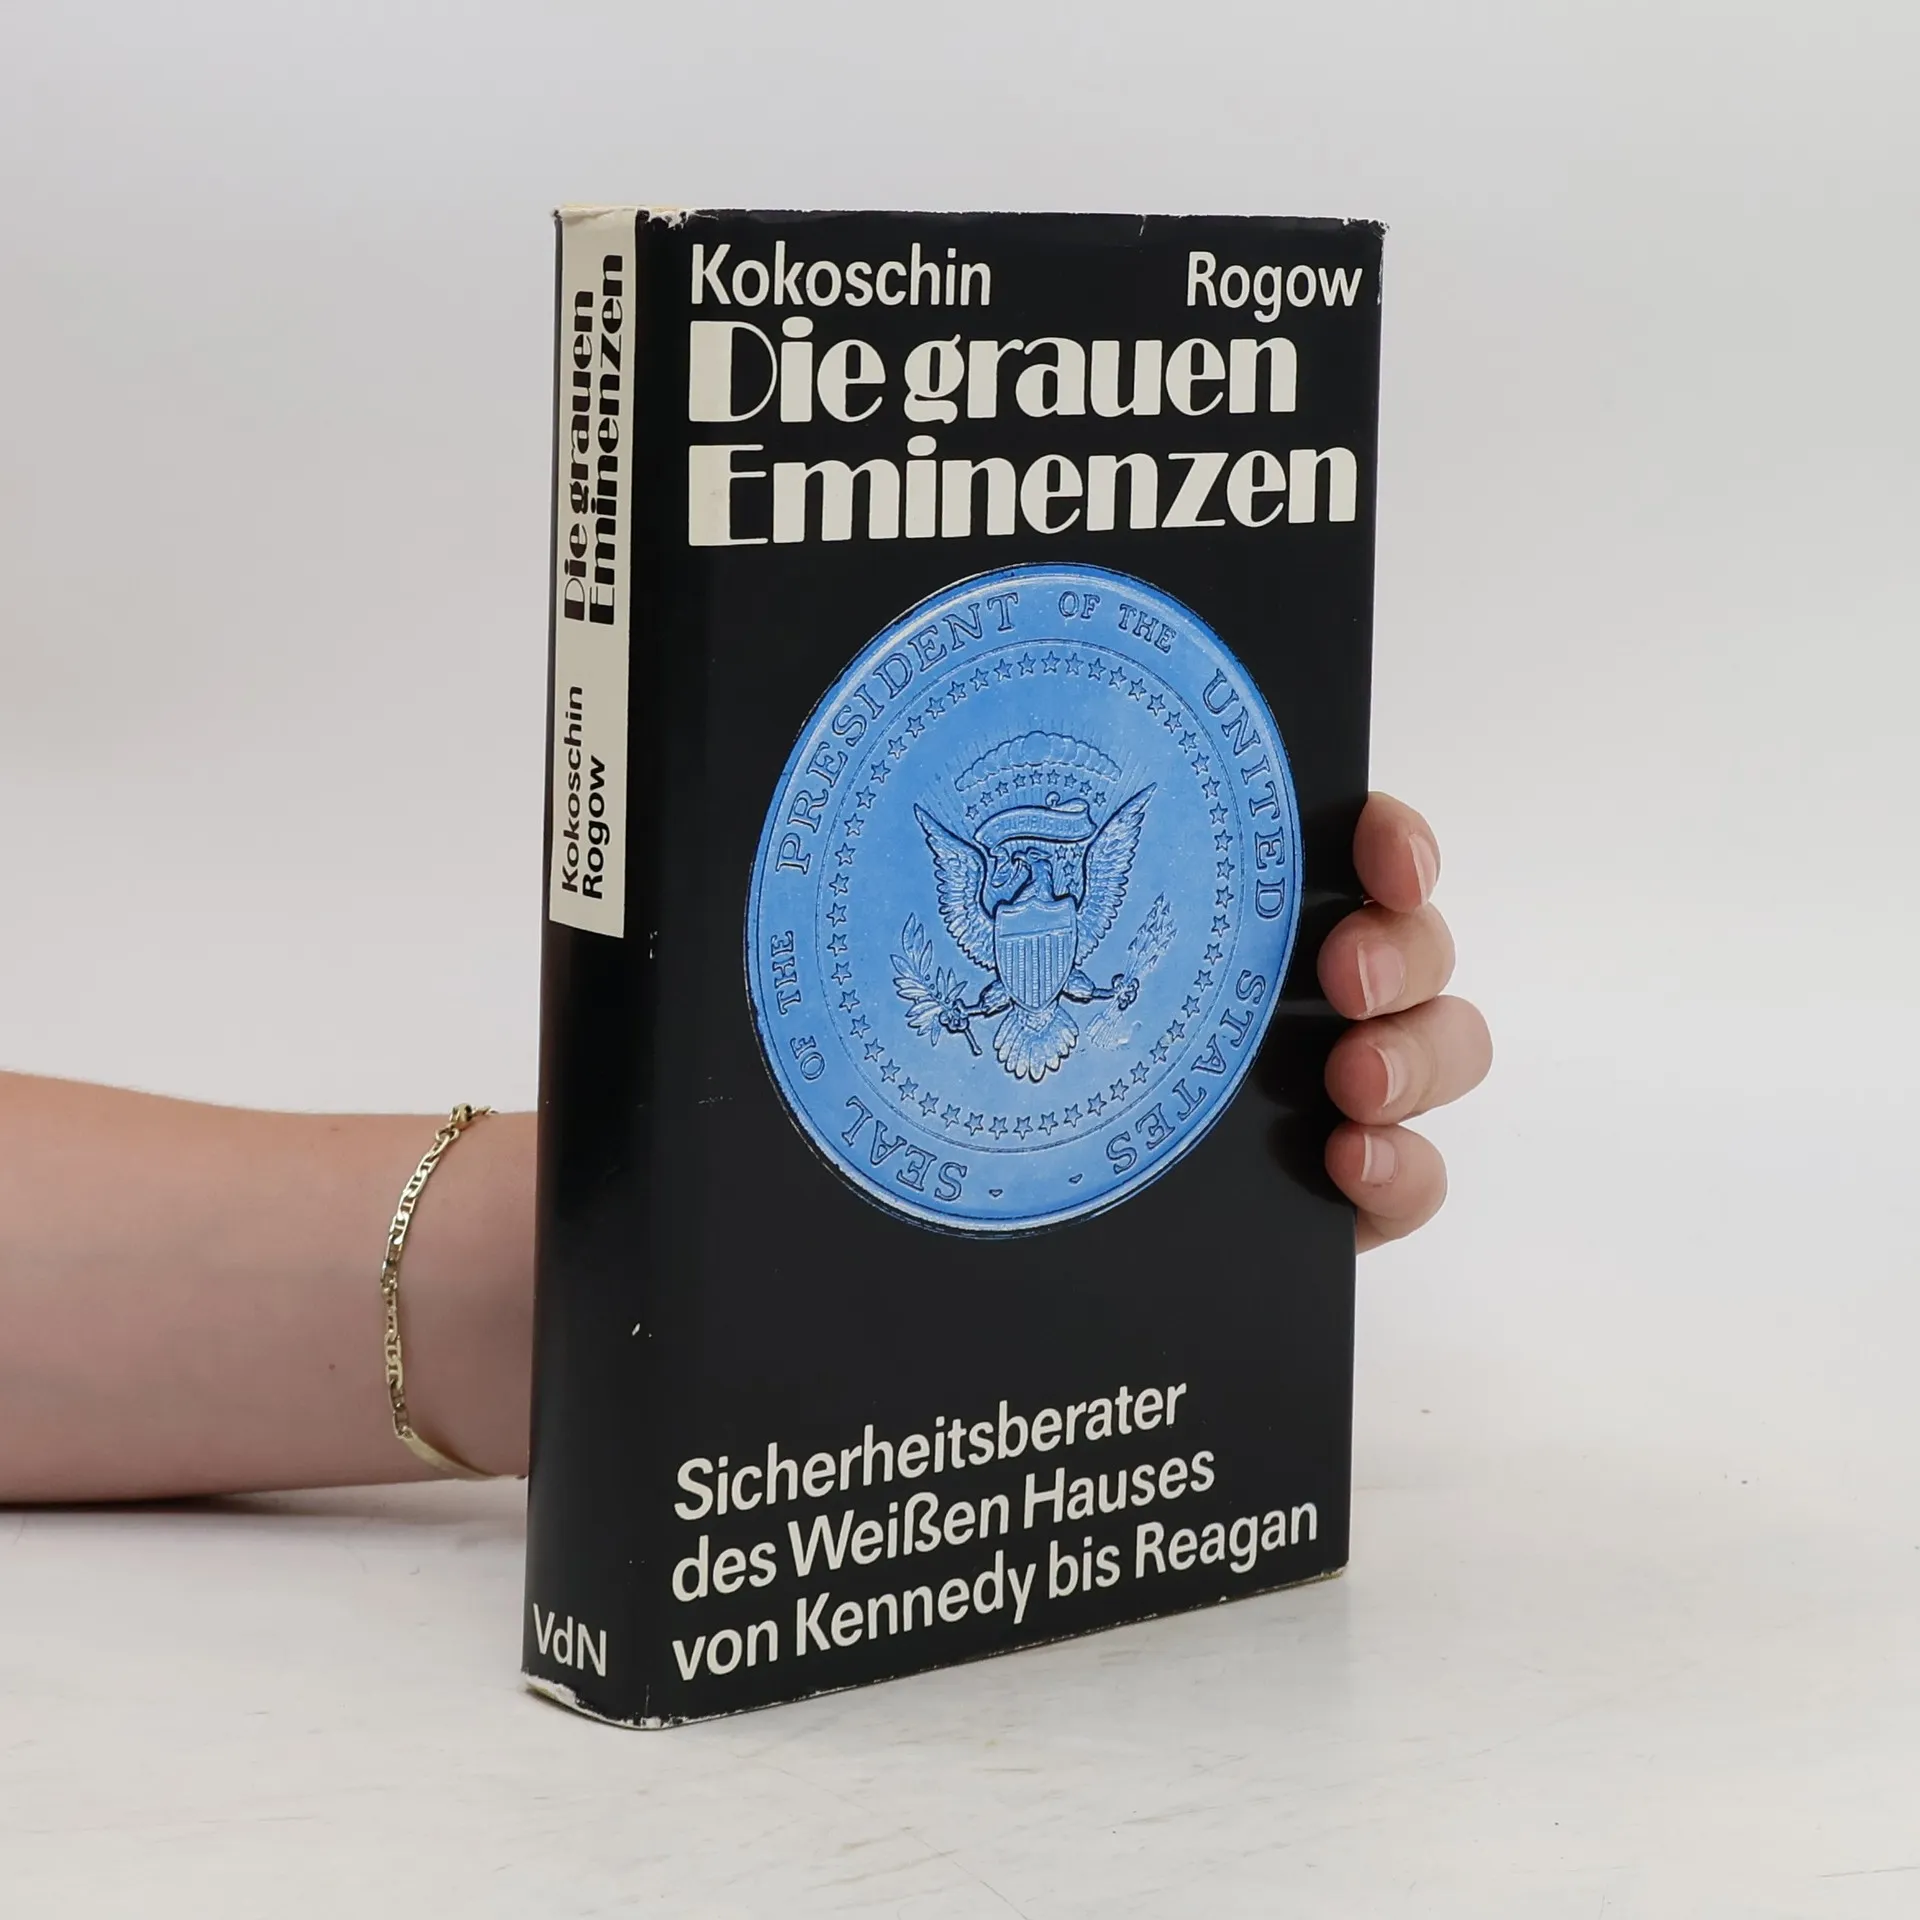 Kokoschin Rogow
Die grauen
Eminenzen
SEAL OF THE PRESIDENT OF THE UNITED STATES
Sicherheitsberater
des Weißen Hauses
von Kennedy bis Reagan
Die grauen
Eminenzen
Kokoschin
Rogow
VdN